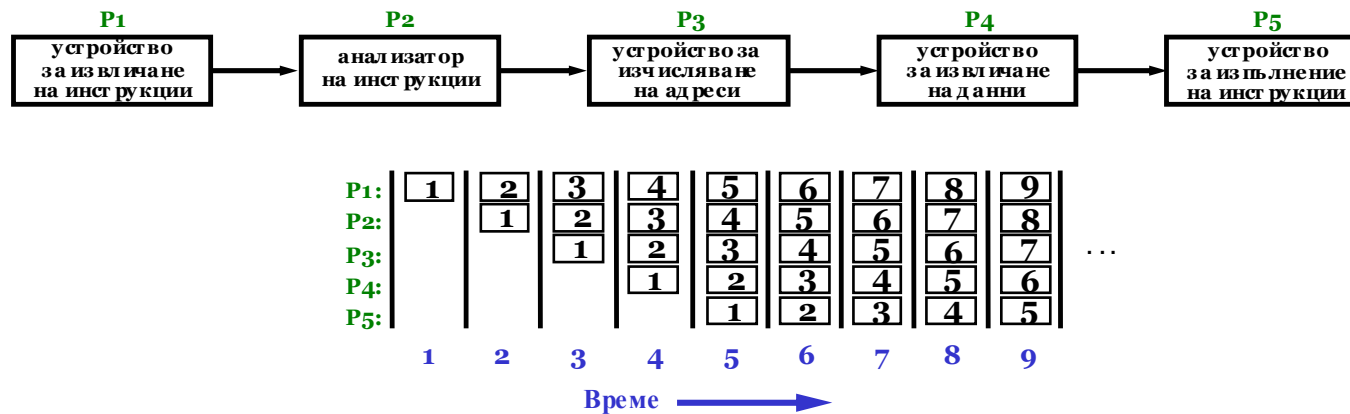 P1 P2 P3 P4 P5
устройство
за извличане
на инструкции
анализатор
на инструкции
устройство за
изчисляване
на адреси
устройство
за извличане
на данни
устройство
за изпълнение
на инструкции
P1: 1 2 3 4 5 6 7 8 9
P2: 1 2 3 4 5 6 7 8
P3: 1 2 3 4 5 6 7 ...
P4: 1 2 3 4 5 6
P5: 1 2 3 4 5
1 2 3 4 5 6 7 8 9
Време